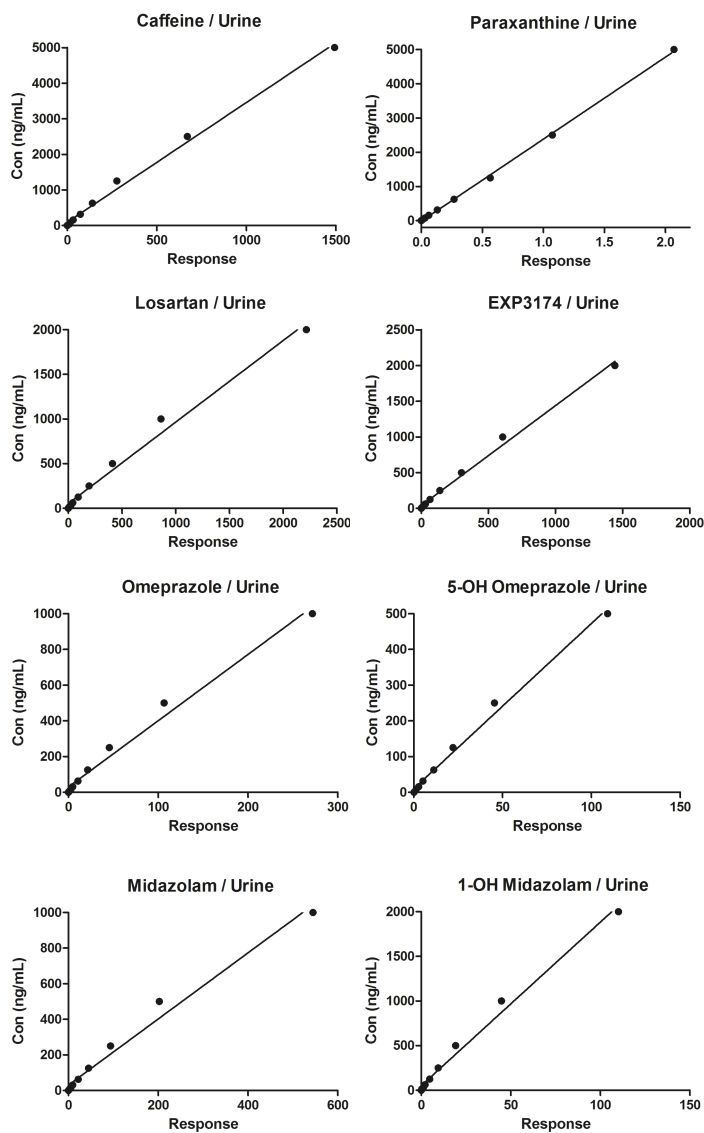 Caffeine / Urine
Con (ng/mL)
5000
4000
3000
2000
1000
0
0 500 1000 1500
Response
Paraxanthine / Urine
Con (ng/mL)
5000
4000
3000
2000
1000
0
0.0 0.5 1.0 1.5 2.0
Response
Losartan / Urine
Con (ng/mL)
2000
1500
1000
500
0
0 500 1000 1500 2000 2500
Response
EXP3174 / Urine
Con (ng/mL)
2500
2000
1500
1000
500
0
0 500 1000 1500 2000
Response
Omeprazole / Urine
Con (ng/mL)
1000
800
600
400
200
0
0 100 200 300
Response
5-OH Omeprazole / Urine
Con (ng/mL)
500
400
300
200
100
0
0 50 100 150
Response
Midazolam / Urine
Con (ng/mL)
1000
800
600
400
200
0
0 200 400 600
Response
1-OH Midazolam / Urine
Con (ng/mL)
2000
1500
1000
500
0
0 50 100 150
Response